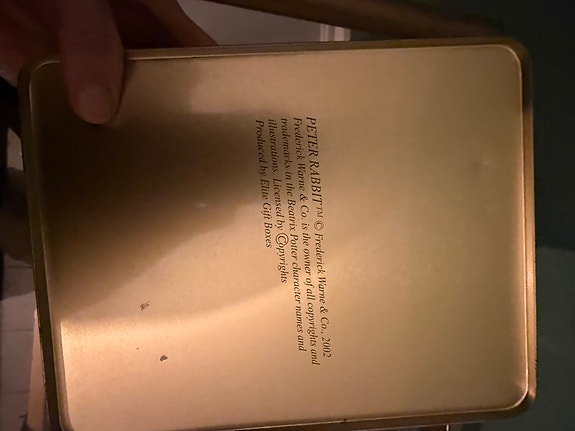 PETER RABBIT™ © Frederick Warne & Co., 2002
Frederick Warne & Co. is the owner of all copyrights and
trademarks in the Beatrix Potter character names and
illustrations. Licensed by ©opyrights
Produced by Elite Gift Boxes